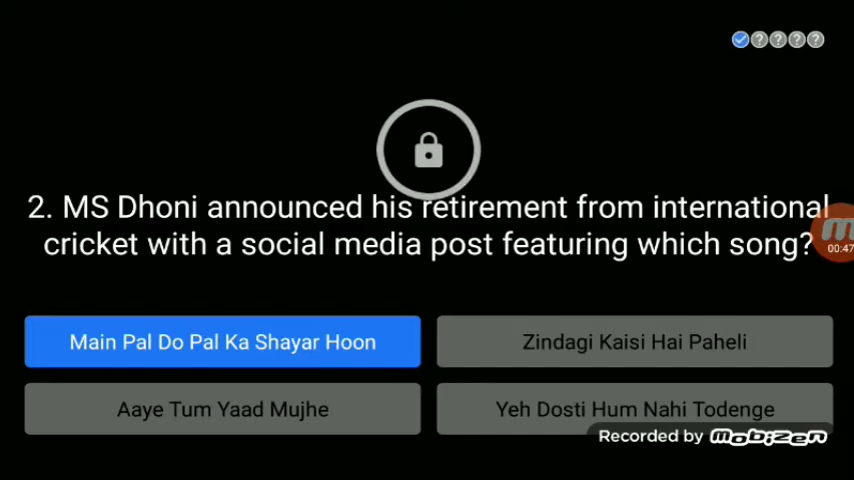 2. MS Dhoni announced his retirement from international
cricket with a social media post featuring which song?
00:47
Main Pal Do Pal Ka Shayar Hoon
Zindagi Kaisi Hai Paheli
Aaye Tum Yaad Mujhe
Yeh Dosti Hum Nahi Todenge
Recorded by mobizen